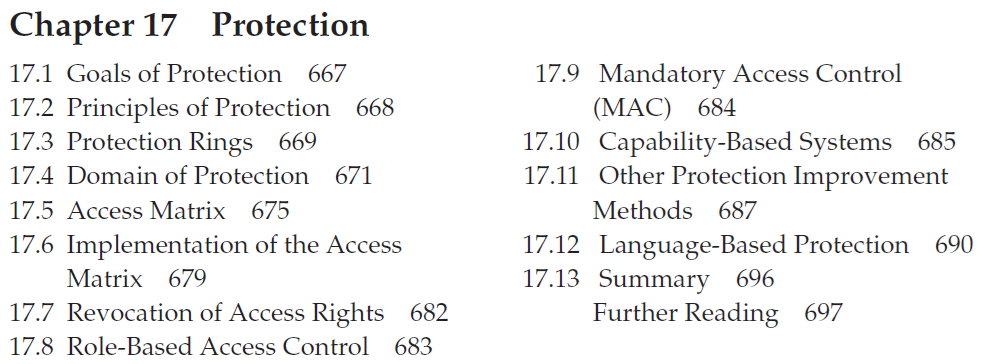 Chapter 17 Protection
17.1 Goals of Protection 667
17.2 Principles of Protection 668
17.3 Protection Rings 669
17.4 Domain of Protection 671
17.5 Access Matrix 675
17.6 Implementation of the Access
Matrix 679
17.7 Revocation of Access Rights 682
17.8 Role-Based Access Control 683
17.9 Mandatory Access Control
(MAC) 684
17.10 Capability-Based Systems 685
17.11 Other Protection Improvement
Methods 687
17.12 Language-Based Protection 690
17.13 Summary 696
Further Reading 697